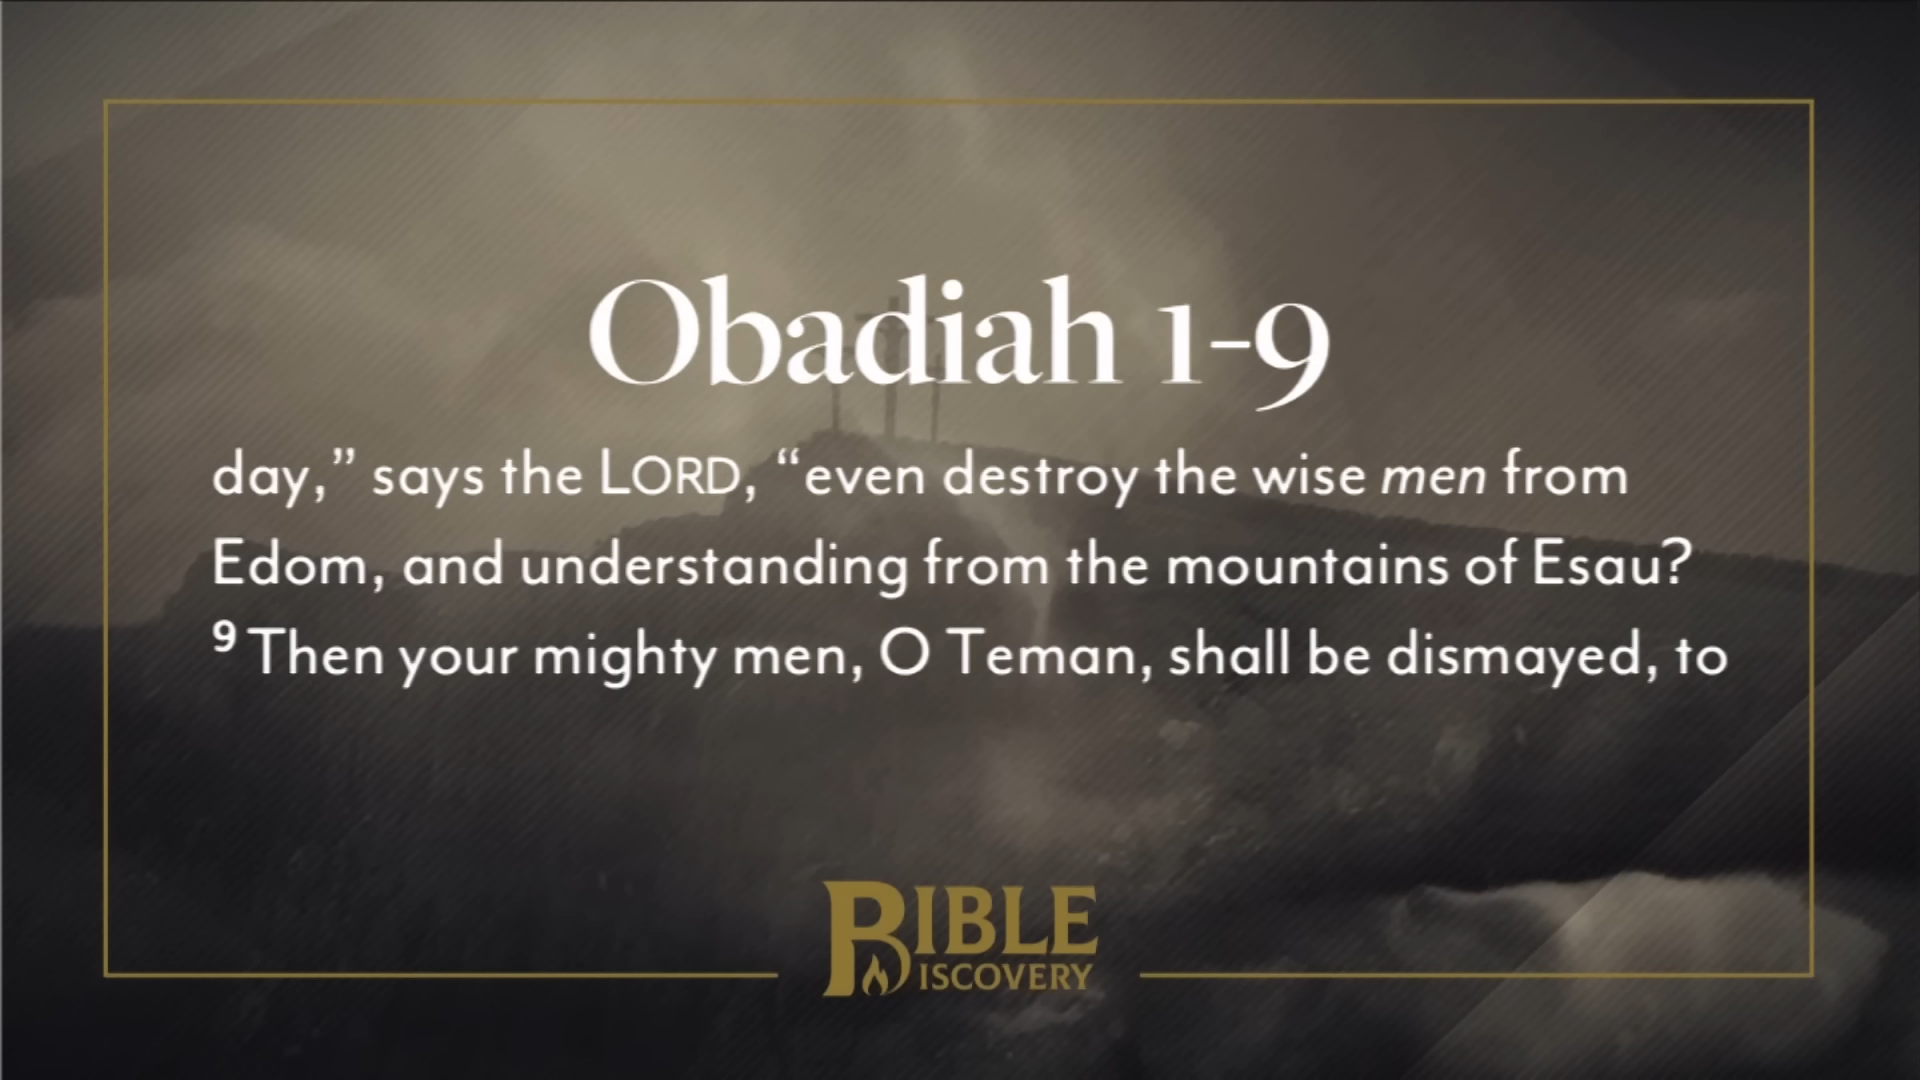 Obadiah 1-9
day,” says the LORD, “even destroy the wise men from
Edom, and understanding from the mountains of Esau?
9 Then your mighty men, O Teman, shall be dismayed, to
BIBLE
DISCOVERY